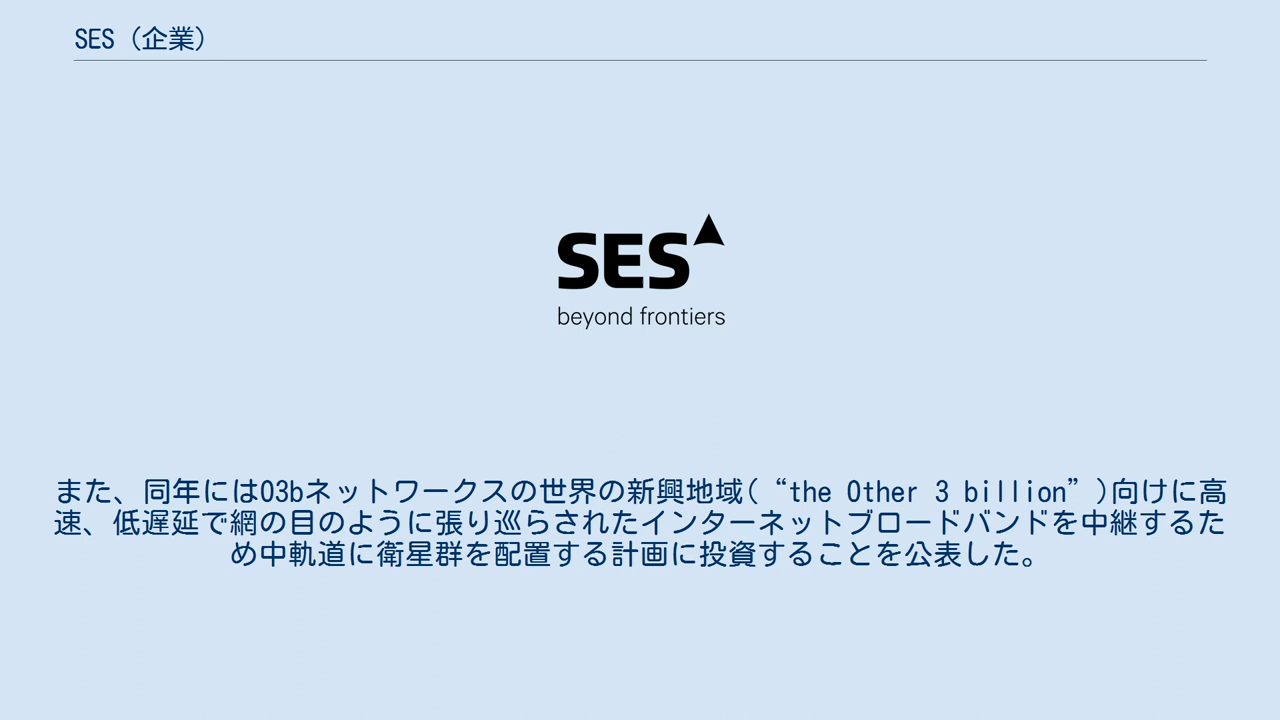 SES（企業）
SES
beyond frontiers
また、同年にはO3bネットワークスの世界の新興地域(“the Other 3 billion”)向けに高
速、低遅延で網の目のように張り巡らされたインターネットブロードバンドを中継するた
め中軌道に衛星群を配置する計画に投資することを公表した。